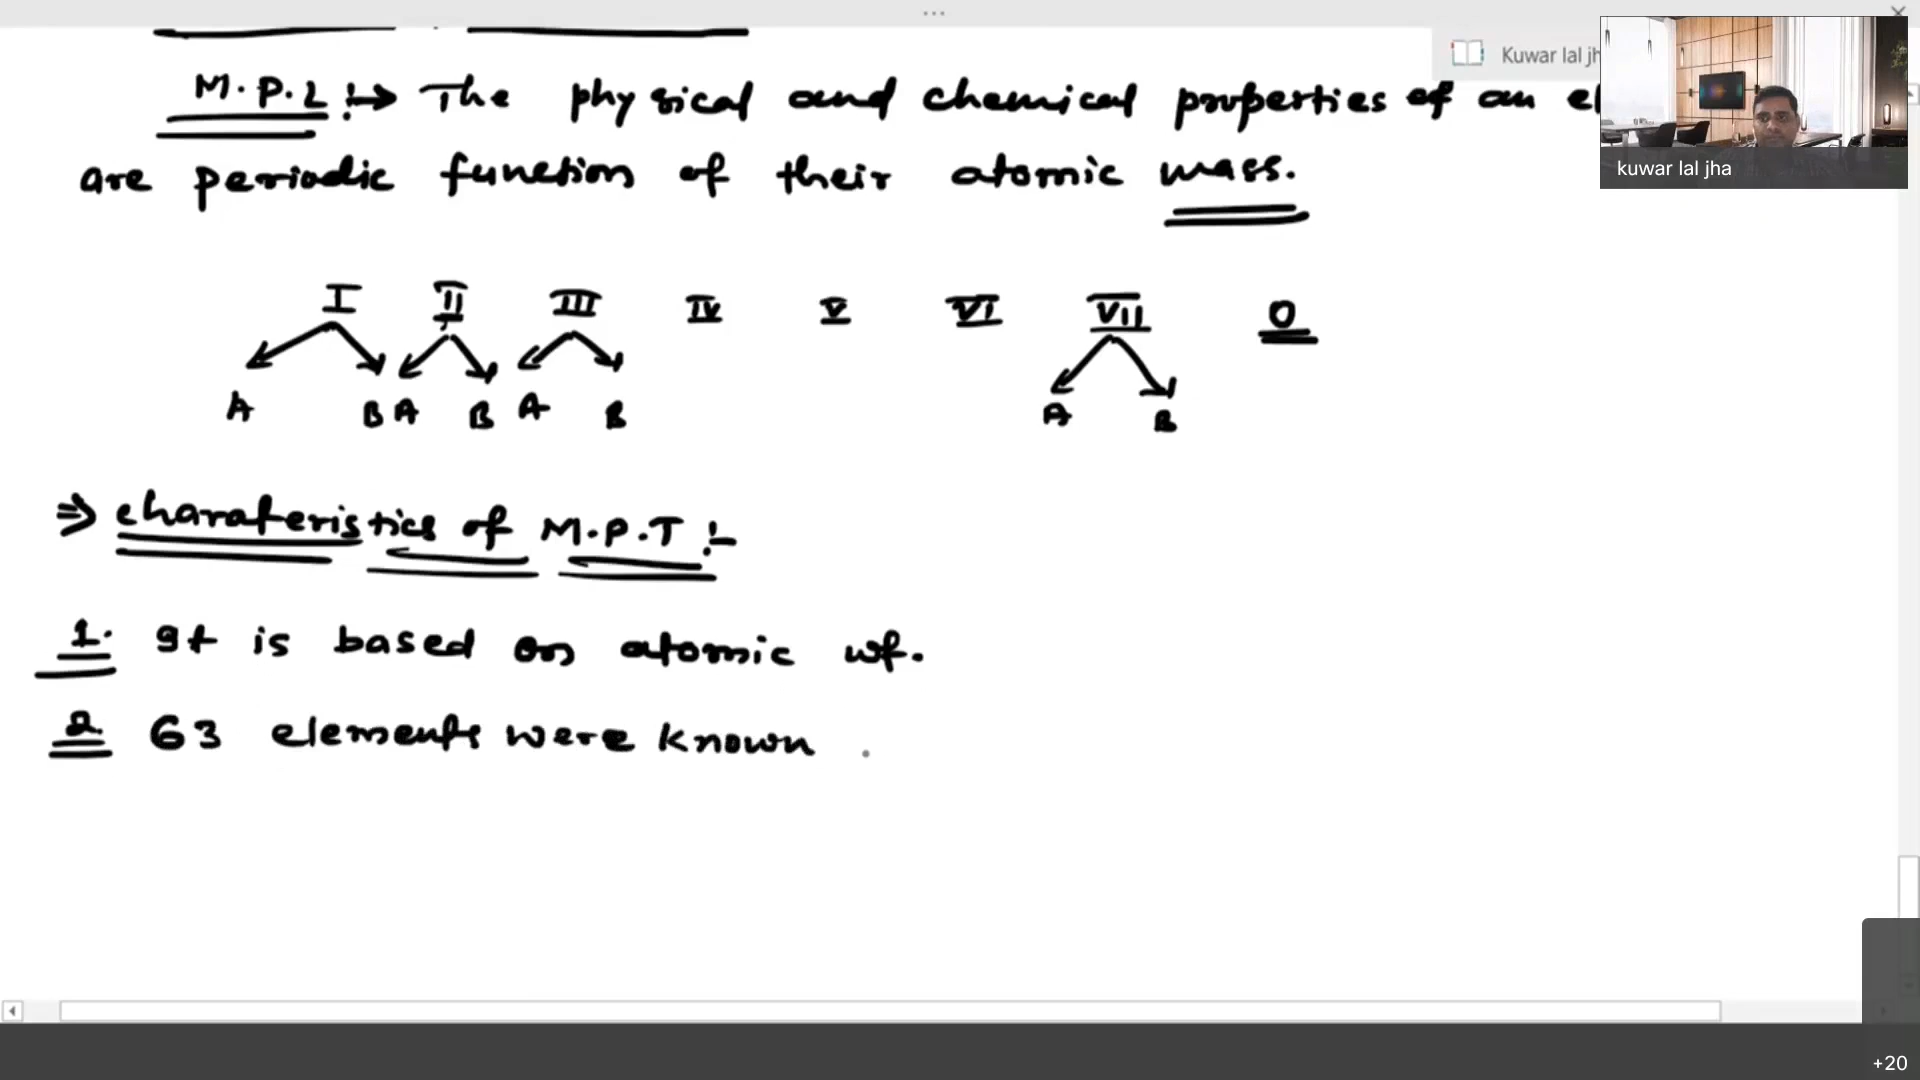 Kuwar lal jh
kuwar lal jha
M.P.L :→ The physical and chemical properties of an el
are periodic function of their atomic mass.
I II III IV V VI VII 0
A B A B A B A B
⇒ charateristics of M.P.T :-
1. It is based on atomic wt.
2. 63 elements were known
+20